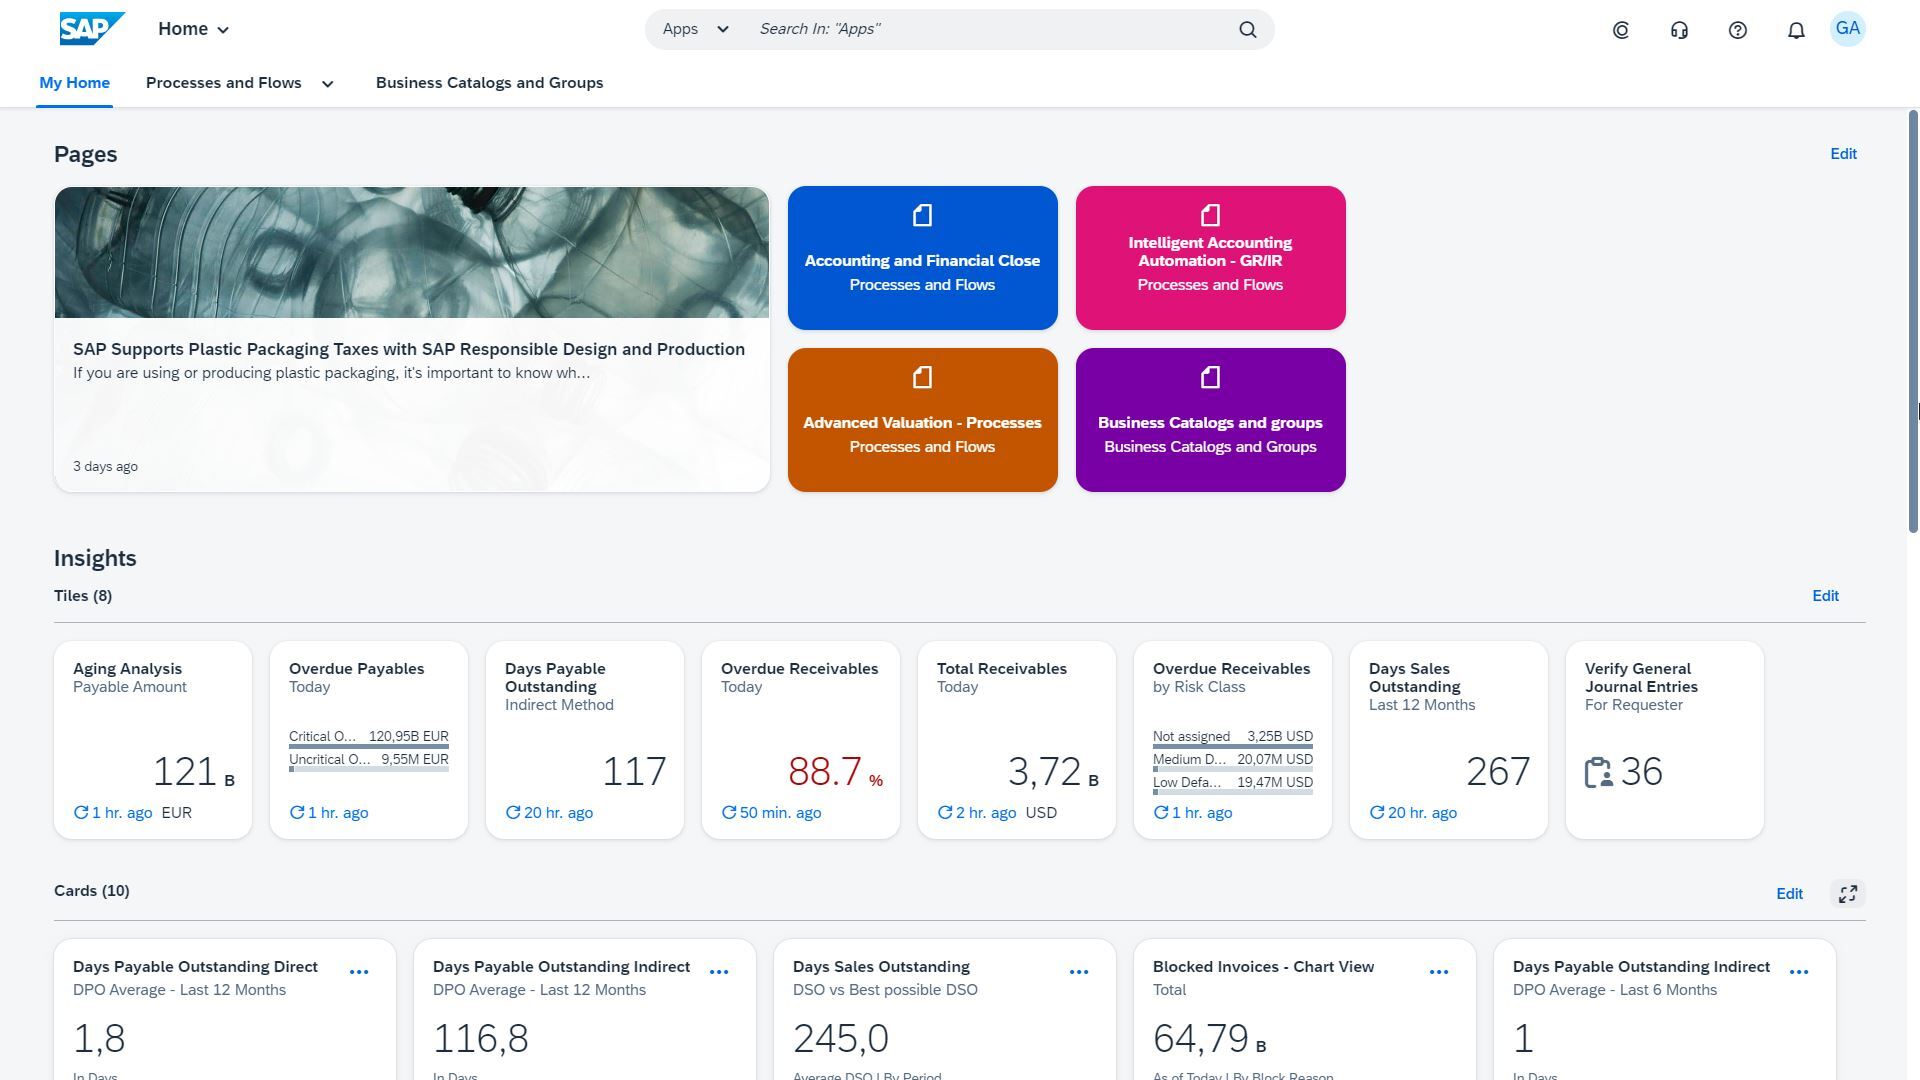 SAP
Home
Apps
Search In: "Apps"
GA
My Home
Processes and Flows
Business Catalogs and Groups
Pages
Edit
SAP Supports Plastic Packaging Taxes with SAP Responsible Design and Production
If you are using or producing plastic packaging, it's important to know wh...
3 days ago
Accounting and Financial Close
Processes and Flows
Intelligent Accounting
Automation - GR/IR
Processes and Flows
Advanced Valuation - Processes
Processes and Flows
Business Catalogs and groups
Business Catalogs and Groups
Insights
Tiles (8)
Edit
Aging Analysis
Payable Amount
121 B
1 hr. ago EUR
Overdue Payables
Today
Critical O... 120,95B EUR
Uncritical O... 9,55M EUR
1 hr. ago
Days Payable
Outstanding
Indirect Method
117
20 hr. ago
Overdue Receivables
Today
88.7 %
50 min. ago
Total Receivables
Today
3,72 B
2 hr. ago USD
Overdue Receivables
by Risk Class
Not assigned 3,25B USD
Medium D... 20,07M USD
Low Defa... 19,47M USD
1 hr. ago
Days Sales
Outstanding
Last 12 Months
267
20 hr. ago
Verify General
Journal Entries
For Requester
36
Cards (10)
Edit
Days Payable Outstanding Direct
DPO Average - Last 12 Months
1,8
In Days
Days Payable Outstanding Indirect
DPO Average - Last 12 Months
116,8
In Days
Days Sales Outstanding
DSO vs Best possible DSO
245,0
Average DSO | By Period
Blocked Invoices - Chart View
Total
64,79 B
As of Today | By Block Reason
Days Payable Outstanding Indirect
DPO Average - Last 6 Months
1
In Days